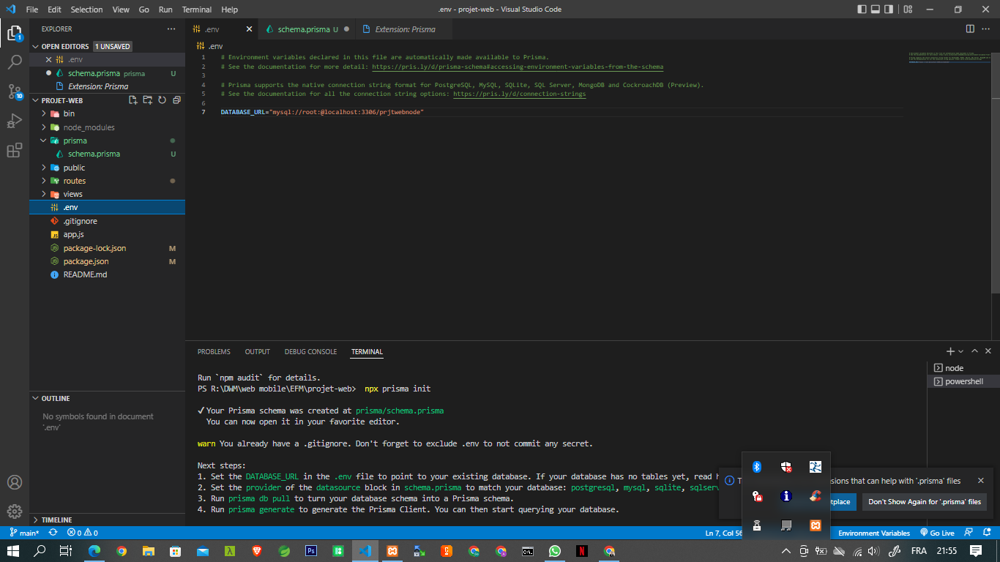 File Edit Selection View Go Run Terminal Help
.env - projet-web - Visual Studio Code
EXPLORER
.env
schema.prisma U
Extension: Prisma
OPEN EDITORS 1 UNSAVED
.env
schema.prisma prisma U
Extension: Prisma
PROJET-WEB
bin
node_modules
prisma
schema.prisma U
public
routes
views
.env
.gitignore
app.js
package-lock.json M
package.json M
README.md
OUTLINE
No symbols found in document
'.env'
TIMELINE
1
10
.env
1 # Environment variables declared in this file are automatically made available to Prisma.
2 # See the documentation for more detail: https://pris.ly/d/prisma-schema#accessing-environment-variables-from-the-schema
3
4 # Prisma supports the native connection string format for PostgreSQL, MySQL, SQLite, SQL Server, MongoDB and CockroachDB (Preview).
5 # See the documentation for all the connection string options: https://pris.ly/d/connection-strings
6
7 DATABASE_URL="mysql://root:@localhost:3306/prjtwebnode"
PROBLEMS OUTPUT DEBUG CONSOLE TERMINAL
node
powershell
Run `npm audit` for details.
PS R:\DWM\web mobile\EFM\projet-web> npx prisma init
✔ Your Prisma schema was created at prisma/schema.prisma
You can now open it in your favorite editor.
warn You already have a .gitignore. Don't forget to exclude .env to not commit any secret.
Next steps:
1. Set the DATABASE_URL in the .env file to point to your existing database. If your database has no tables yet, read
2. Set the provider of the datasource block in schema.prisma to match your database: postgresql, mysql, sqlite, sqlserv
3. Run prisma db pull to turn your database schema into a Prisma schema.
4. Run prisma generate to generate the Prisma Client. You can then start querying your database.
sions that can help with '.prisma' files
tplace Don't Show Again for '.prisma' files
main* 0 0
Ln 7, Col 56
Environment Variables Go Live
FRA 21:55